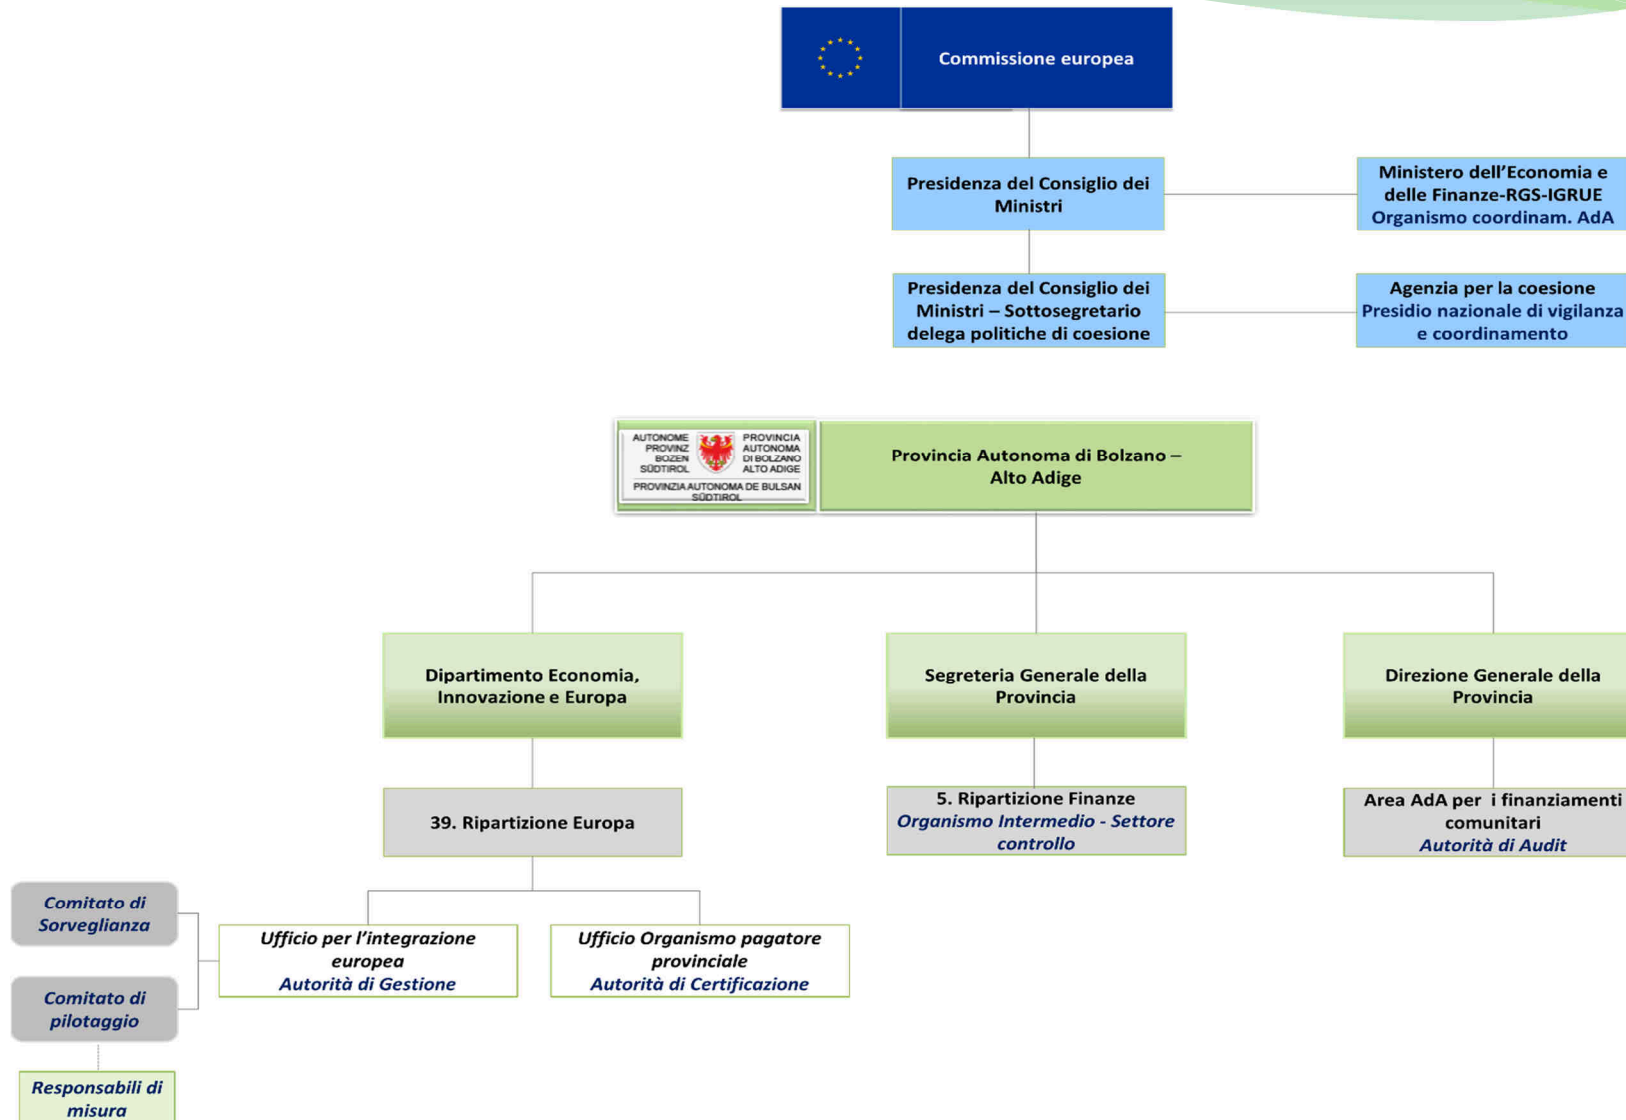 Commissione europea
Presidenza del Consiglio dei
Ministri
Ministero dell'Economia e
delle Finanze-RGS-IGRUE
Organismo coordinam. AdA
Presidenza del Consiglio dei
Ministri – Sottosegretario
delega politiche di coesione
Agenzia per la coesione
Presidio nazionale di vigilanza
e coordinamento
AUTONOME
PROVINZ
BOZEN
SÜDTIROL
PROVINCIA
AUTONOMA
DI BOLZANO
ALTO ADIGE
PROVINZIA AUTONOMA DE BULSAN
SÜDTIROL
Provincia Autonoma di Bolzano –
Alto Adige
Dipartimento Economia,
Innovazione e Europa
Segreteria Generale della
Provincia
Direzione Generale della
Provincia
39. Ripartizione Europa
5. Ripartizione Finanze
Organismo Intermedio - Settore
controllo
Area AdA per i finanziamenti
comunitari
Autorità di Audit
Comitato di
Sorveglianza
Ufficio per l'integrazione
europea
Autorità di Gestione
Ufficio Organismo pagatore
provinciale
Autorità di Certificazione
Comitato di
pilotaggio
Responsabili di
misura